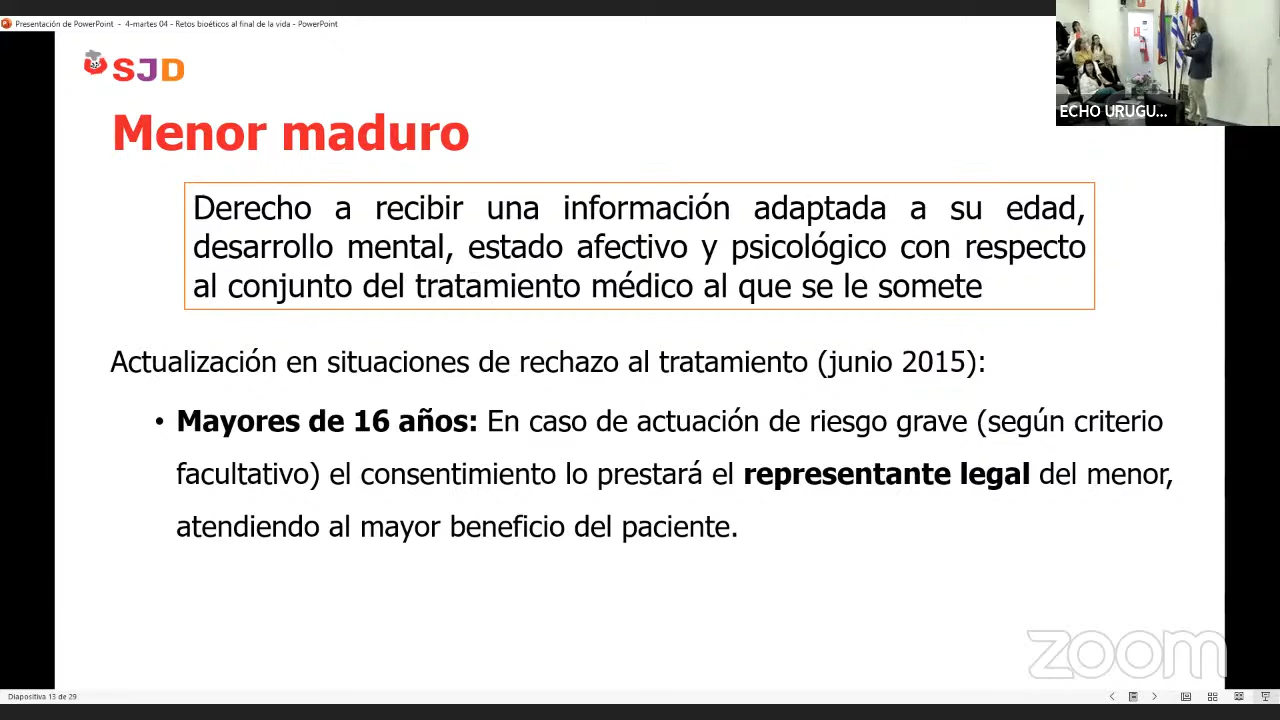 Presentación de PowerPoint - 4-martes 04 - Retos bioéticos al final de la vida - PowerPoint
SJD
ECHO URUGU...
Menor maduro
Derecho a recibir una información adaptada a su edad,
desarrollo mental, estado afectivo y psicológico con respecto
al conjunto del tratamiento médico al que se le somete
Actualización en situaciones de rechazo al tratamiento (junio 2015):
• Mayores de 16 años: En caso de actuación de riesgo grave (según criterio
facultativo) el consentimiento lo prestará el representante legal del menor,
atendiendo al mayor beneficio del paciente.
zoom
Diapositiva 13 de 29